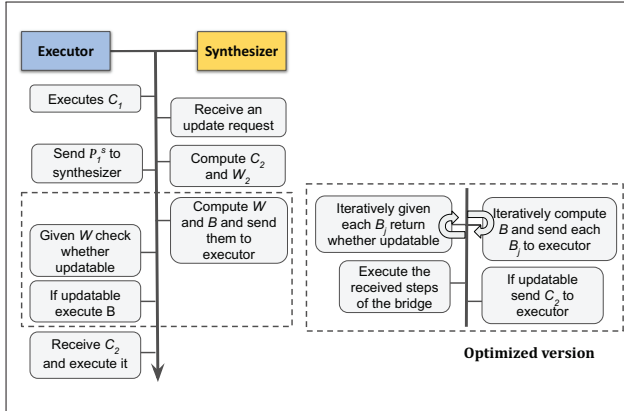 Executor
Synthesizer
Executes C1
Receive an
update request
Send P1^s to
synthesizer
Compute C2
and W2
Compute W
and B and send
them to
executor
Given W check
whether
updatable
If updatable
execute B
Receive C2
and execute it
Iteratively given
each Bj return
whether updatable
Iteratively compute
B and send each
Bj to executor
Execute the
received steps
of the bridge
If updatable
send C2 to
executor
Optimized version